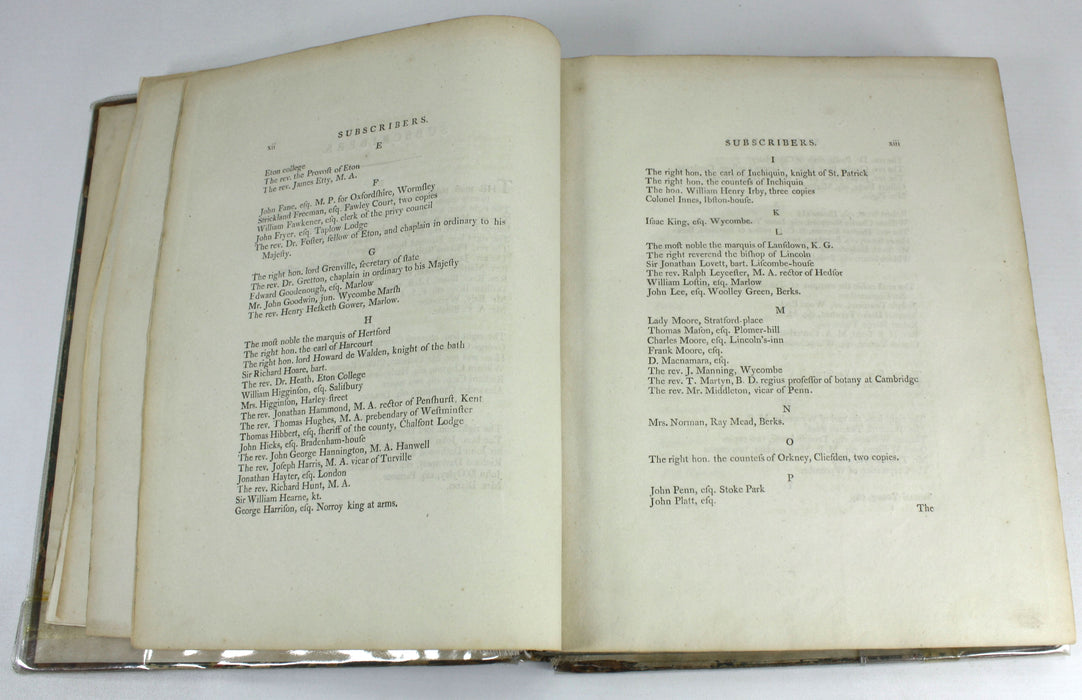 SUBSCRIBERS.
xii
E
Eton college
The rev. the Provoſt of Eton
The rev. James Etty, M. A.
F
John Fane, eſq. M. P. for Oxfordſhire, Wormſley
Strickland Freeman, eſq. Fawley Court, two copies
William Fawkener, eſq. clerk of the privy council
John Fryer, eſq. Taplow Lodge
The rev. Dr. Foſter, fellow of Eton, and chaplain in ordinary to his
Majeſty.
G
The right hon. lord Grenville, ſecretary of ſtate
The rev. Dr. Gretton, chaplain in ordinary to his Majeſty
Edward Goodenough, eſq. Marlow
Mr. John Goodwin, jun. Wycombe Marſh
The rev. Henry Heſketh Gower, Marlow.
H
The moſt noble the marquis of Hertford
The right hon. the earl of Harcourt
The right hon. lord Howard de Walden, knight of the bath
Sir Richard Hoare, bart.
The rev. Dr. Heath, Eton College
William Higginſon, eſq. Saliſbury
Mrs. Higginſon, Harley ſtreet
The rev. Jonathan Hammond, M. A. rector of Penſhurſt, Kent
The rev. Thomas Hughes, M. A. prebendary of Weſtminſter
Thomas Hibbert, eſq. ſheriff of the county, Chalfont Lodge
John Hicks, eſq. Bradenham-houſe
The rev. John George Hannington, M. A. Hanwell
The rev. Joſeph Harris, M. A. vicar of Turville
Jonathan Hayter, eſq. London
The rev. Richard Hunt, M. A.
Sir William Hearne, kt.
George Harriſon, eſq. Norroy king at arms.
SUBSCRIBERS. xiii
I
The right hon. the earl of Inchiquin, knight of St. Patrick
The right hon. the counteſs of Inchiquin
The hon. William Henry Irby, three copies
Colonel Innes, Ibſton-houſe.
K
Iſaac King, eſq. Wycombe.
L
The moſt noble the marquis of Lanſdown, K. G.
The right reverend the biſhop of Lincoln
Sir Jonathan Lovett, bart. Liſcombe-houſe
The rev. Ralph Leyceſter, M. A. rector of Hedſor
William Loſtin, eſq. Marlow
John Lee, eſq. Woolley Green, Berks.
M
Lady Moore, Stratford-place
Thomas Maſon, eſq. Plomer-hill
Charles Moore, eſq. Lincoln's-inn
Frank Moore, eſq.
D. Macnamara, eſq.
The rev. J. Manning, Wycombe
The rev. T. Martyn, B. D. regius profeſſor of botany at Cambridge
The rev. Mr. Middleton, vicar of Penn.
N
Mrs. Norman, Ray Mead, Berks.
O
The right hon. the counteſs of Orkney, Clieſden, two copies.
P
John Penn, eſq. Stoke Park
John Platt, eſq.
The